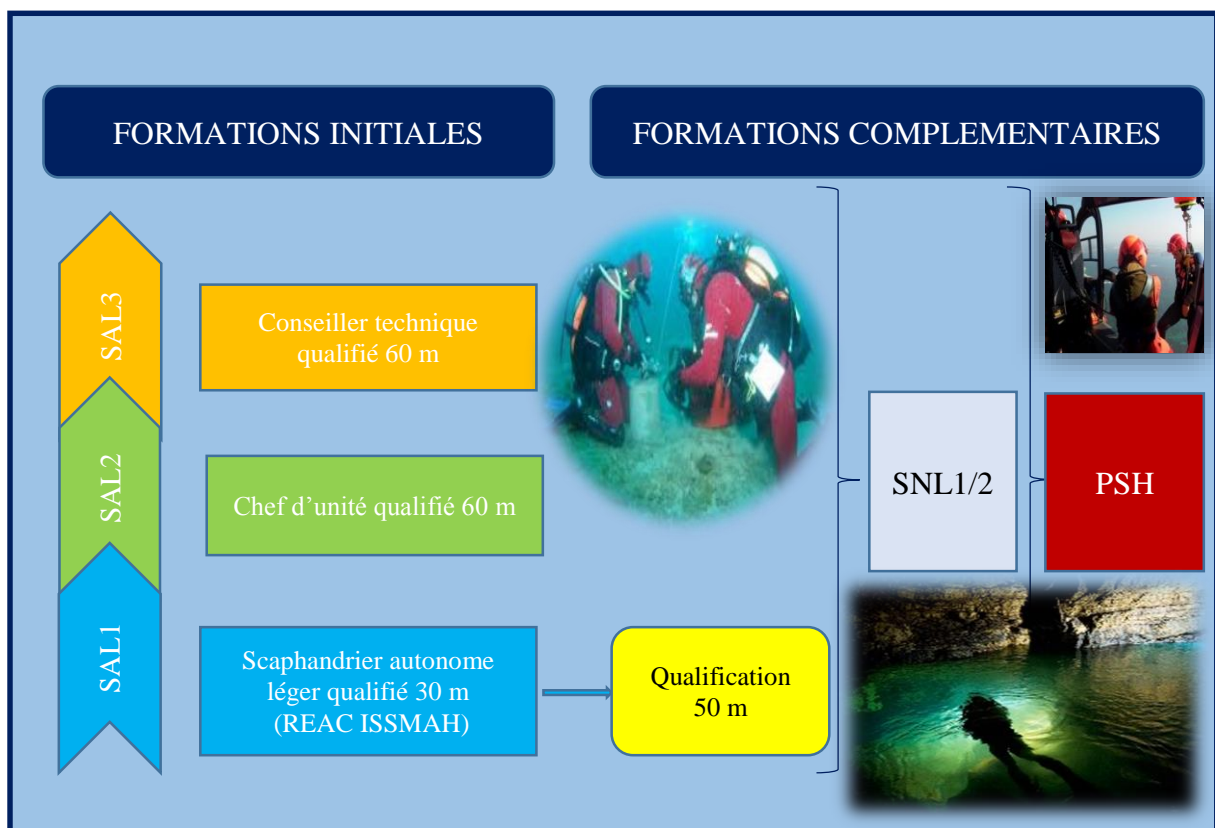 FORMATIONS INITIALES
FORMATIONS COMPLEMENTAIRES
SAL3
Conseiller technique
qualifié 60 m
SAL2
Chef d’unité qualifié 60 m
SNL1/2
PSH
SAL1
Scaphandrier autonome
léger qualifié 30 m
(REAC ISSMAH)
Qualification
50 m